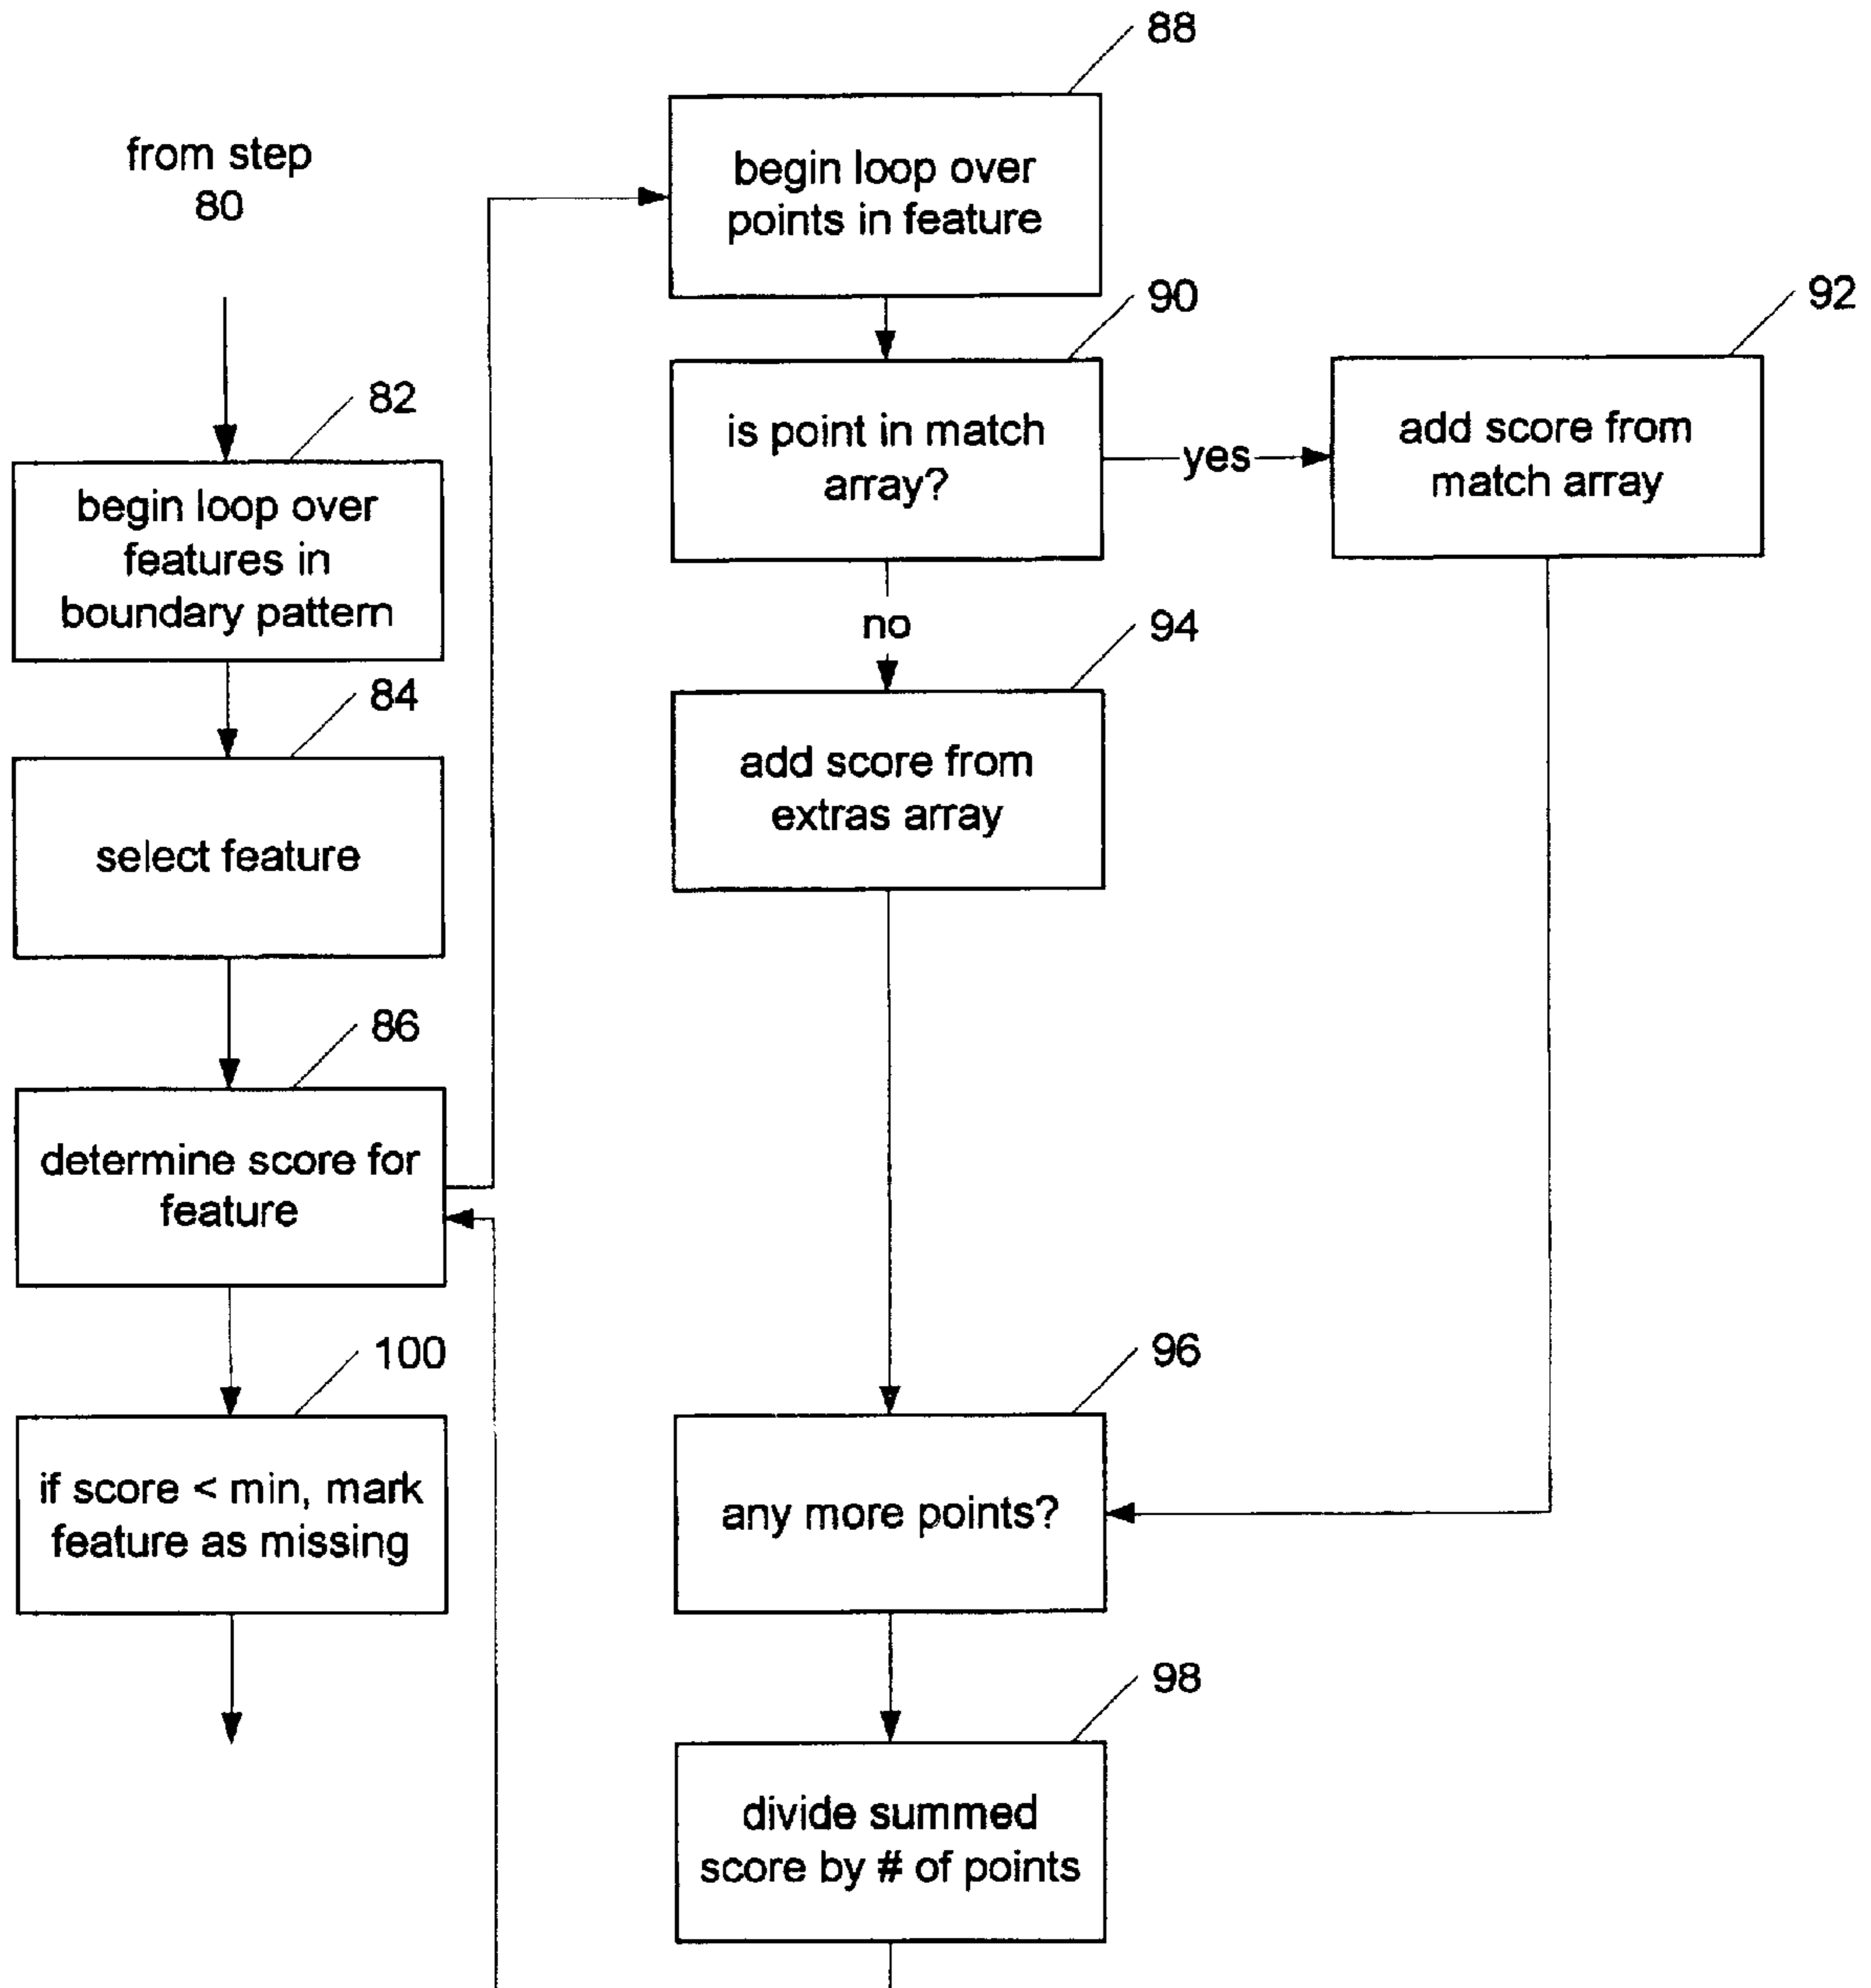 from step
80
82
begin loop over
features in
boundary pattern
84
select feature
86
determine score for
feature
100
if score < min, mark
feature as missing
88
begin loop over
points in feature
90
is point in match
array?
yes
92
add score from
match array
no
94
add score from
extras array
96
any more points?
98
divide summed
score by # of points